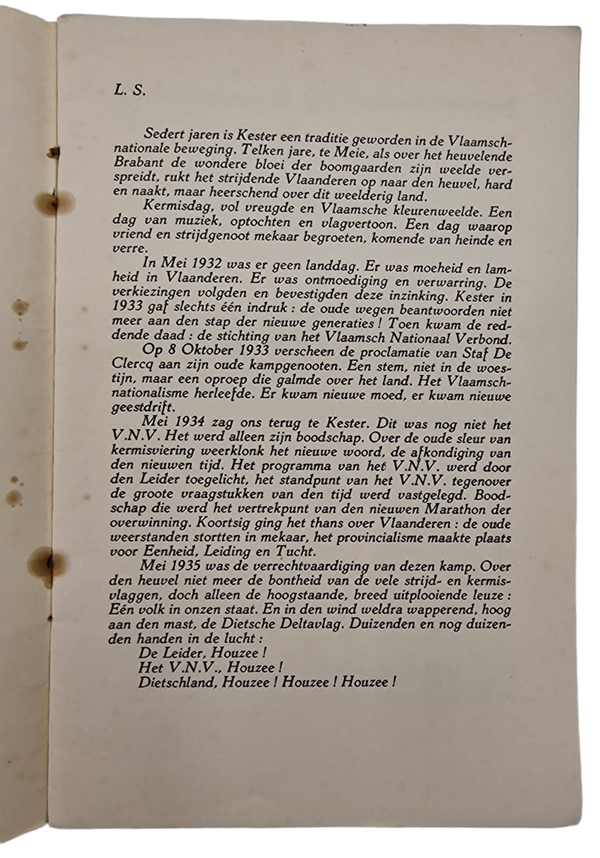 L. S.
Sedert jaren is Kester een traditie geworden in de Vlaamsch-
nationale beweging. Telken jare, te Meie, als over het heuvelende
Brabant de wondere bloei der boomgaarden zijn weelde ver-
spreidt, rukt het strijdende Vlaanderen op naar den heuvel, hard
en naakt, maar heerschend over dit weelderig land.
Kermisdag, vol vreugde en Vlaamsche kleurenweelde. Een
dag van muziek, optochten en vlagvertoon. Een dag waarop
vriend en strijdgenoot mekaar begroeten, komende van heinde en
verre.
In Mei 1932 was er geen landdag. Er was moeheid en lam-
heid in Vlaanderen. Er was ontmoediging en verwarring. De
verkiezingen volgden en bevestigden deze inzinking. Kester in
1933 gaf slechts één indruk : de oude wegen beantwoorden niet
meer aan den stap der nieuwe generaties ! Toen kwam de red-
dende daad : de stichting van het Vlaamsch Nationaal Verbond.
Op 8 Oktober 1933 verscheen de proclamatie van Staf De
Clercq aan zijn oude kampgenooten. Een stem, niet in de woes-
tijn, maar een oproep die galmde over het land. Het Vlaamsch-
nationalisme herleefde. Er kwam nieuwe moed, er kwam nieuwe
geestdrift.
Mei 1934 zag ons terug te Kester. Dit was nog niet het
V.N.V. Het werd alleen zijn boodschap. Over de oude sleur van
kermisviering weerklonk het nieuwe woord, de afkondiging van
den nieuwen tijd. Het programma van het V.N.V. werd door
den Leider toegelicht, het standpunt van het V.N.V. tegenover
de groote vraagstukken van den tijd werd vastgelegd. Bood-
schap die werd het vertrekpunt van den nieuwen Marathon der
overwinning. Koortsig ging het thans over Vlaanderen : de oude
weerstanden stortten in mekaar, het provincialisme maakte plaats
voor Eenheid, Leiding en Tucht.
Mei 1935 was de verrechtvaardiging van dezen kamp. Over
den heuvel niet meer de bontheid van de vele strijd- en kermis-
vlaggen, doch alleen de hoogstaande, breed uitplooiende leuze :
Eén volk in onzen staat. En in den wind weldra wapperend, hoog
aan den mast, de Dietsche Deltavlag. Duizenden en nog duizen-
den handen in de lucht :
De Leider, Houzee !
Het V.N.V., Houzee !
Dietschland, Houzee ! Houzee ! Houzee !